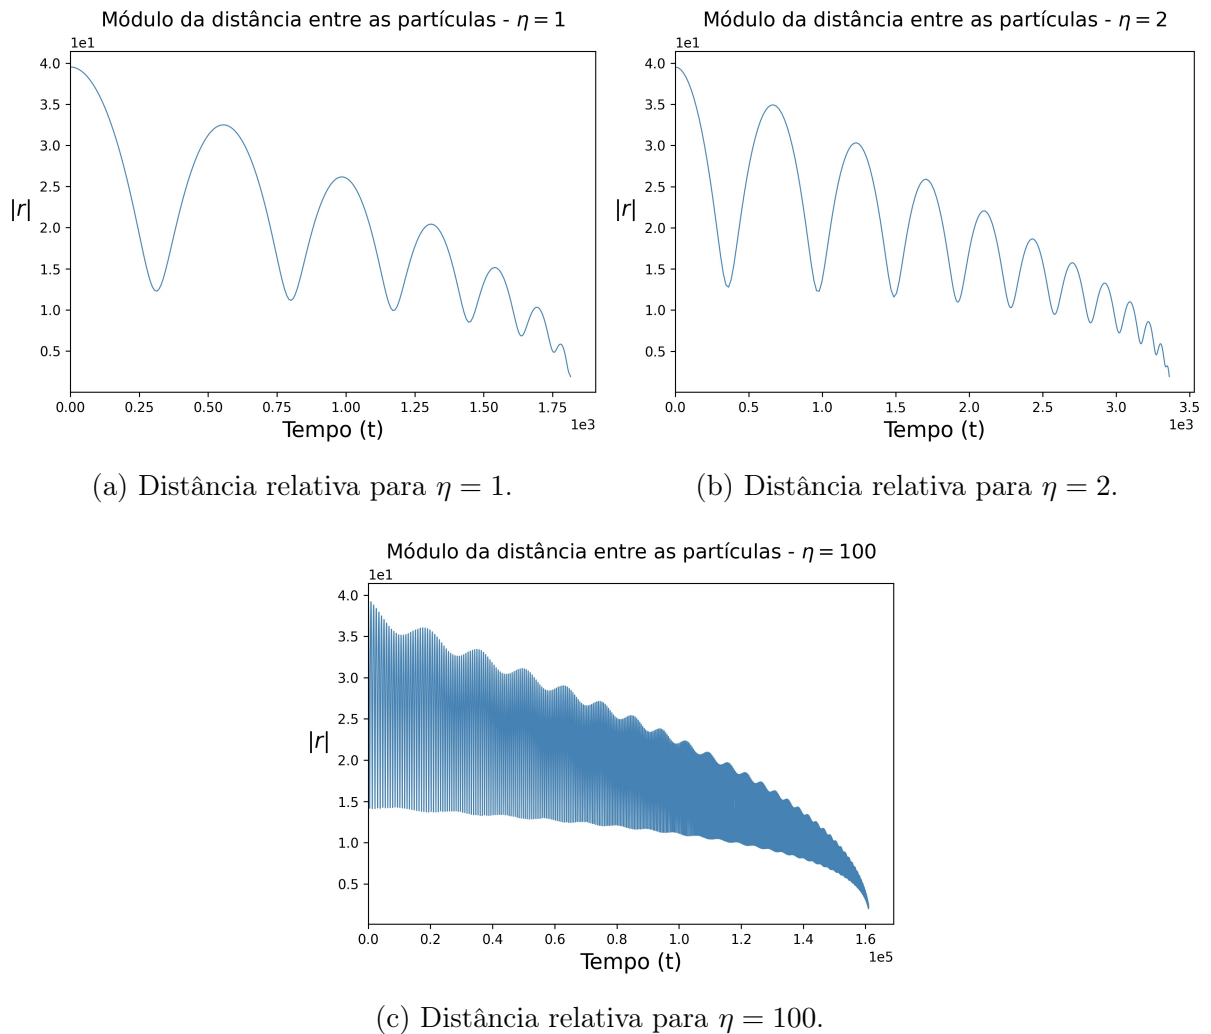 Módulo da distância entre as partículas - η = 1
1e1
4.0
3.5
3.0
2.5
2.0
1.5
1.0
0.5
|r|
0.00 0.25 0.50 0.75 1.00 1.25 1.50 1.75
1e3
Tempo (t)
(a) Distância relativa para η = 1.
Módulo da distância entre as partículas - η = 2
1e1
4.0
3.5
3.0
2.5
2.0
1.5
1.0
0.5
|r|
0.0 0.5 1.0 1.5 2.0 2.5 3.0 3.5
1e3
Tempo (t)
(b) Distância relativa para η = 2.
Módulo da distância entre as partículas - η = 100
1e1
4.0
3.5
3.0
2.5
2.0
1.5
1.0
0.5
|r|
0.0 0.2 0.4 0.6 0.8 1.0 1.2 1.4 1.6
1e5
Tempo (t)
(c) Distância relativa para η = 100.